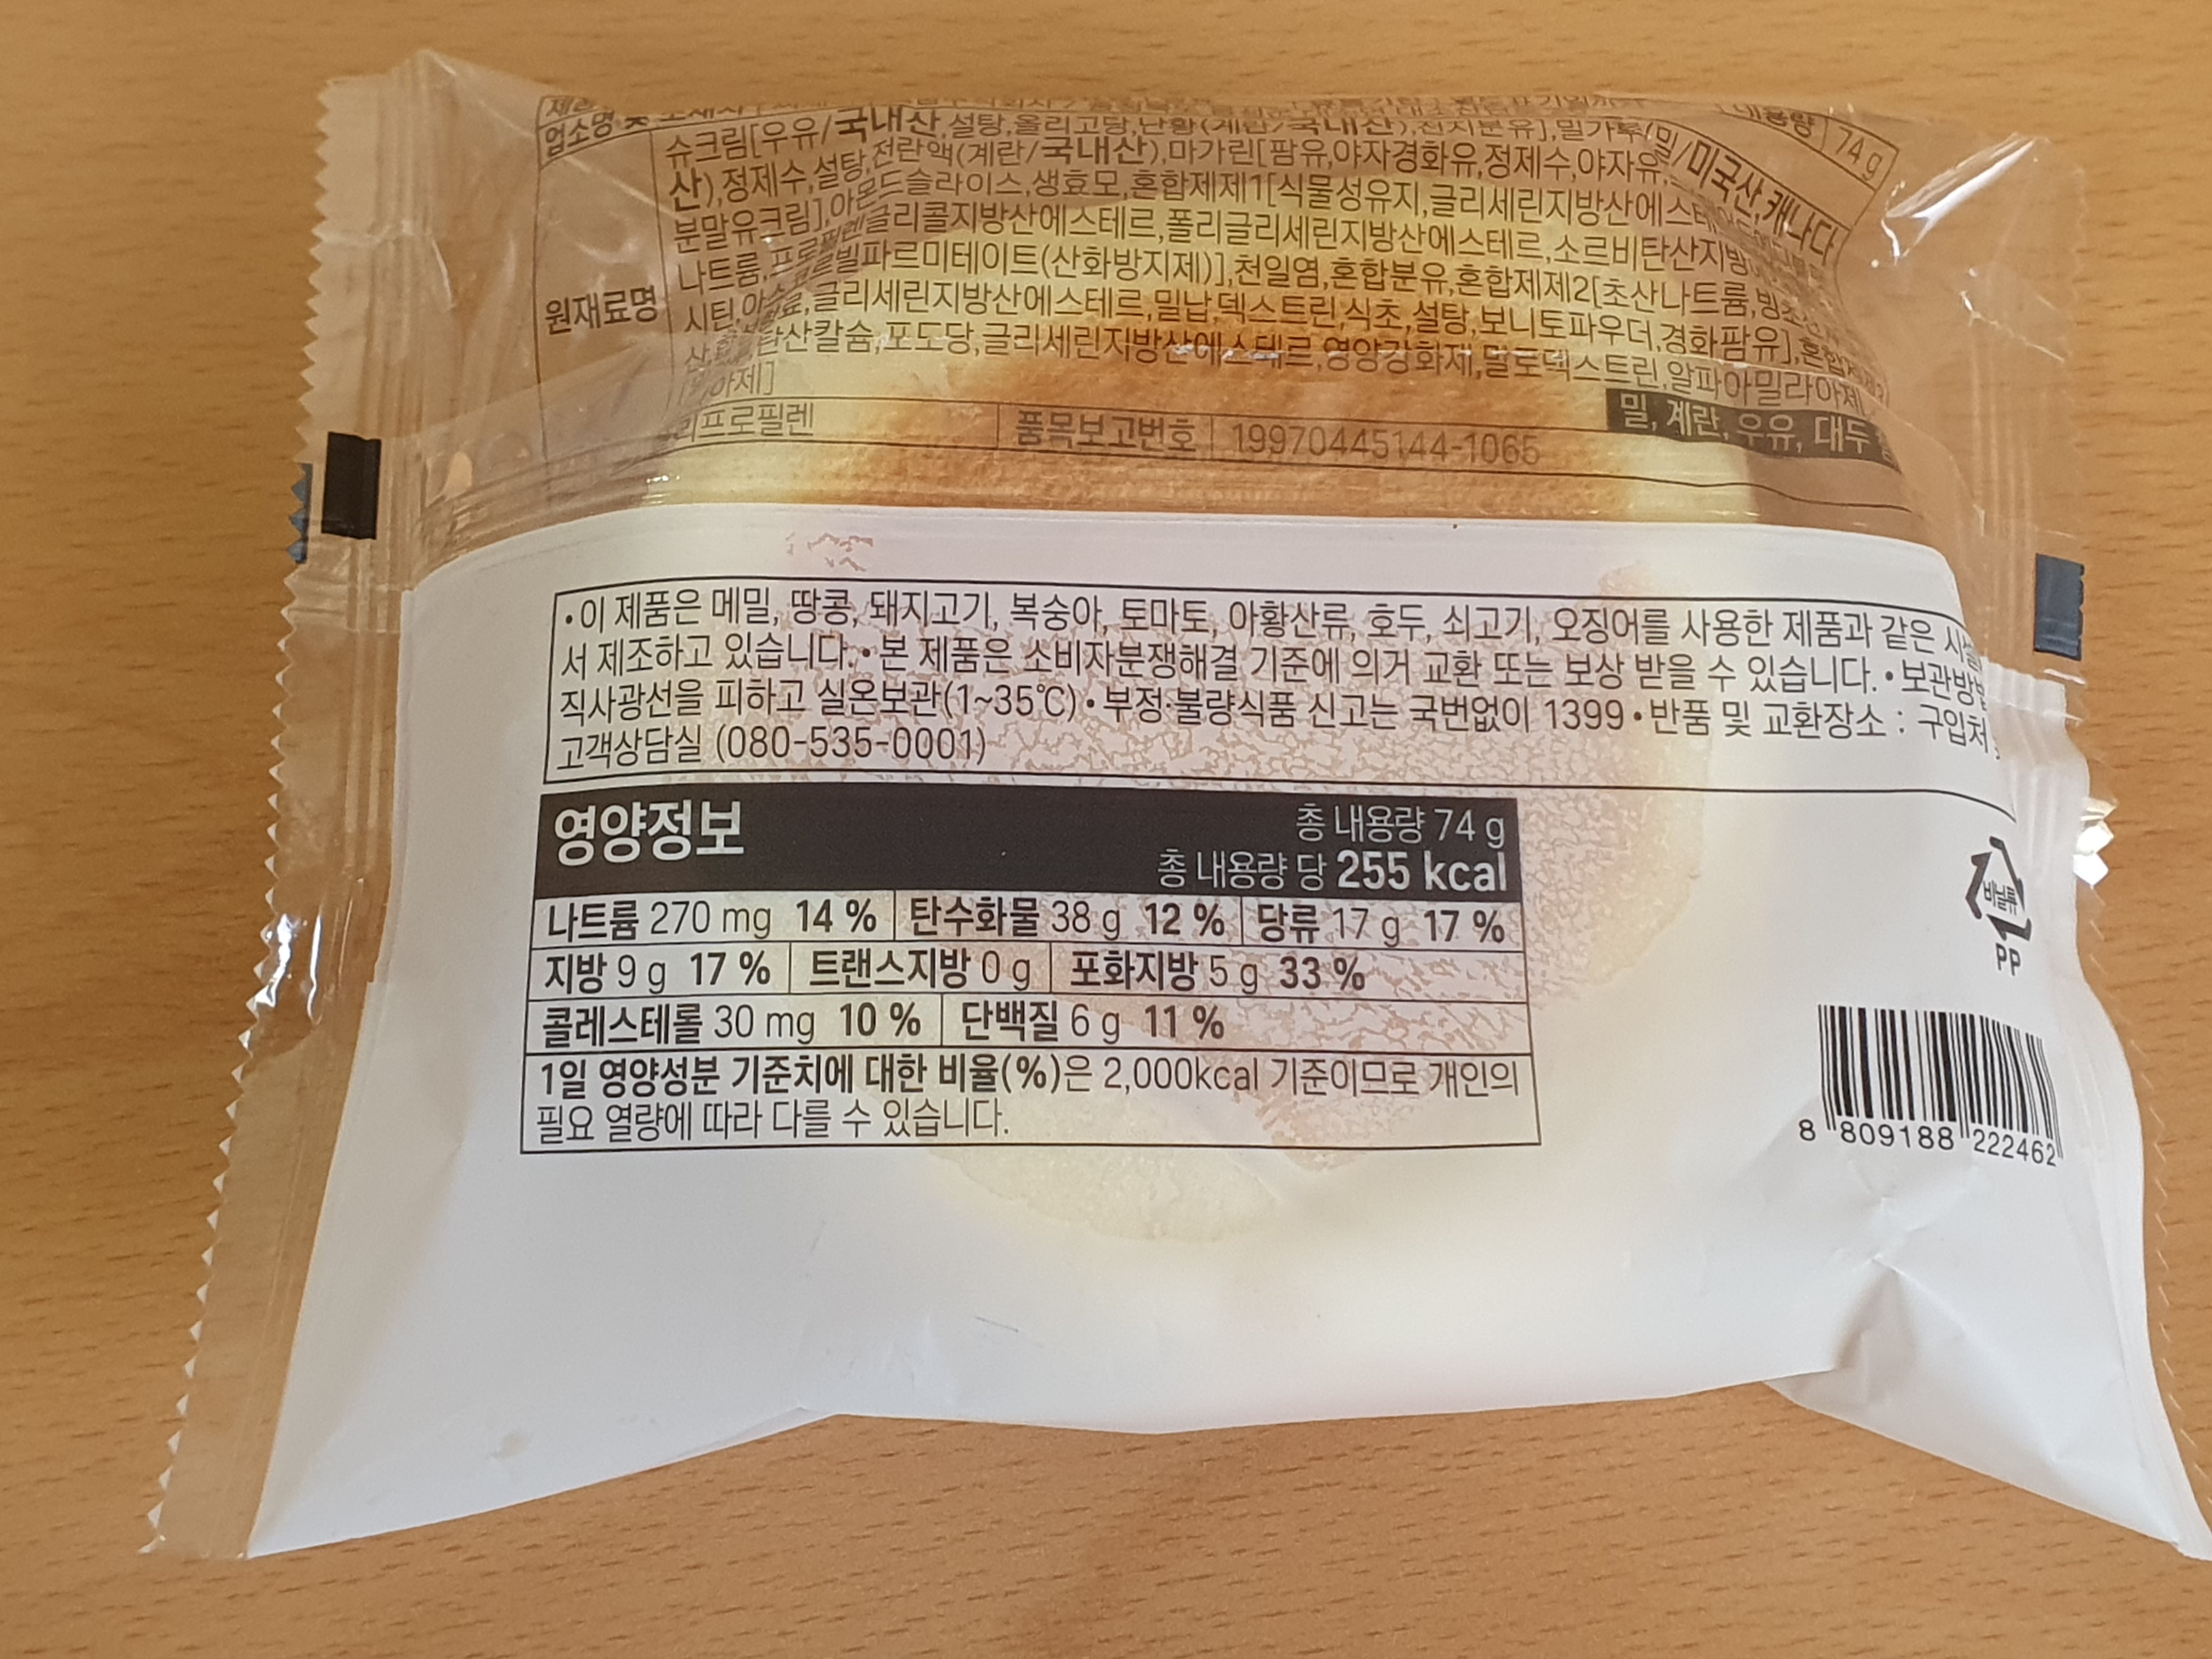 내용량 74 g
업소명 및
원재료명
슈크림[우유/국내산,설탕,올리고당,난황(계란/국내산),전지분유],밀가루(밀/미국산,캐나다
산),정제수,설탕,전란액(계란/국내산),마가린[팜유,야자경화유,정제수,야자유,
분말유크림],아몬드슬라이스,생효모,혼합제제1[식물성유지,글리세린지방산에스테
나트륨,프로필렌글리콜지방산에스테르,폴리글리세린지방산에스테르,소르비탄산지방
시틴,아스코르빌파르미테이트(산화방지제)],천일염,혼합분유,혼합제제2[초산나트륨,빙초산
글리세린지방산에스테르,밀납,덱스트린,식초,설탕,보니토파우더,경화팜유],혼합제제3
탄산칼슘,포도당,글리세린지방산에스테르,영양강화제,말토덱스트린,알파아밀라아제
아제]
밀, 계란, 우유, 대두
리프로필렌
품목보고번호 19970445144-1065
•이 제품은 메밀, 땅콩, 돼지고기, 복숭아, 토마토, 아황산류, 호두, 쇠고기, 오징어를 사용한 제품과 같은 시설
서 제조하고 있습니다. •본 제품은 소비자분쟁해결 기준에 의거 교환 또는 보상 받을 수 있습니다. •보관방법
직사광선을 피하고 실온보관(1~35℃) •부정·불량식품 신고는 국번없이 1399 •반품 및 교환장소 : 구입처
고객상담실 (080-535-0001)
영양정보
총 내용량 74 g
총 내용량 당 255 kcal
나트륨 270 mg 14 % 탄수화물 38 g 12 % 당류 17 g 17 %
지방 9 g 17 % 트랜스지방 0 g 포화지방 5 g 33 %
콜레스테롤 30 mg 10 % 단백질 6 g 11 %
1일 영양성분 기준치에 대한 비율(%)은 2,000kcal 기준이므로 개인의
필요 열량에 따라 다를 수 있습니다.
비닐류
PP
8 809188 222462